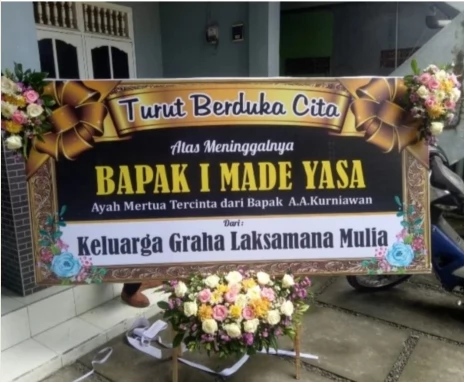 Turut Berduka Cita
Atas Meninggalnya
BAPAK I MADE YASA
Ayah Mertua Tercinta dari Bapak A.A.Kurniawan
Dari :
Keluarga Graha Laksamana Mulia